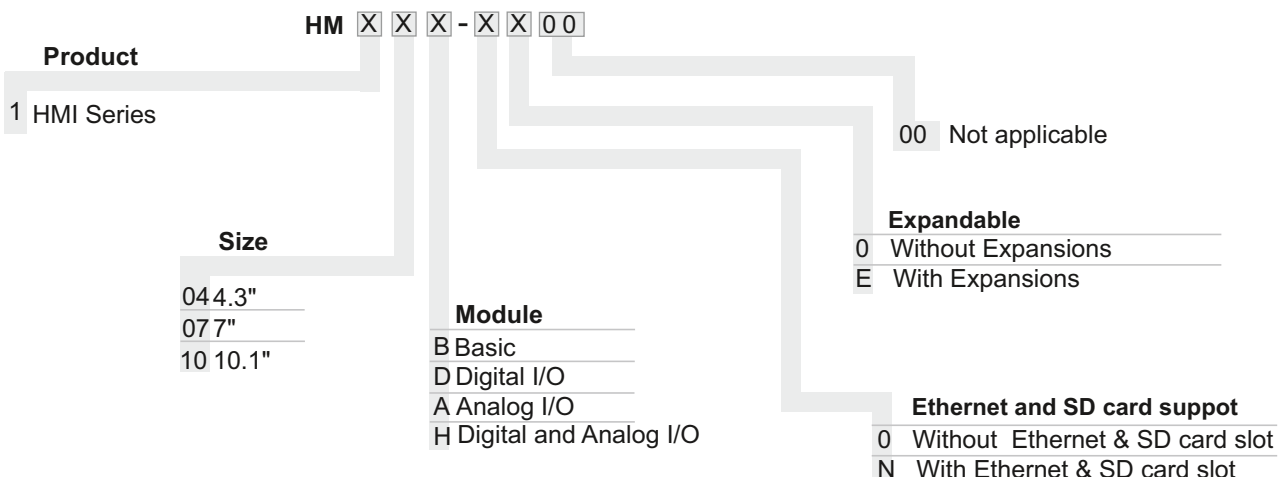 HM X X X - X X 0 0
Product
1 HMI Series
00 Not applicable
Expandable
0 Without Expansions
E With Expansions
Size
04 4.3"
07 7"
10 10.1"
Module
B Basic
D Digital I/O
A Analog I/O
H Digital and Analog I/O
Ethernet and SD card suppot
0 Without Ethernet & SD card slot
N With Ethernet & SD card slot